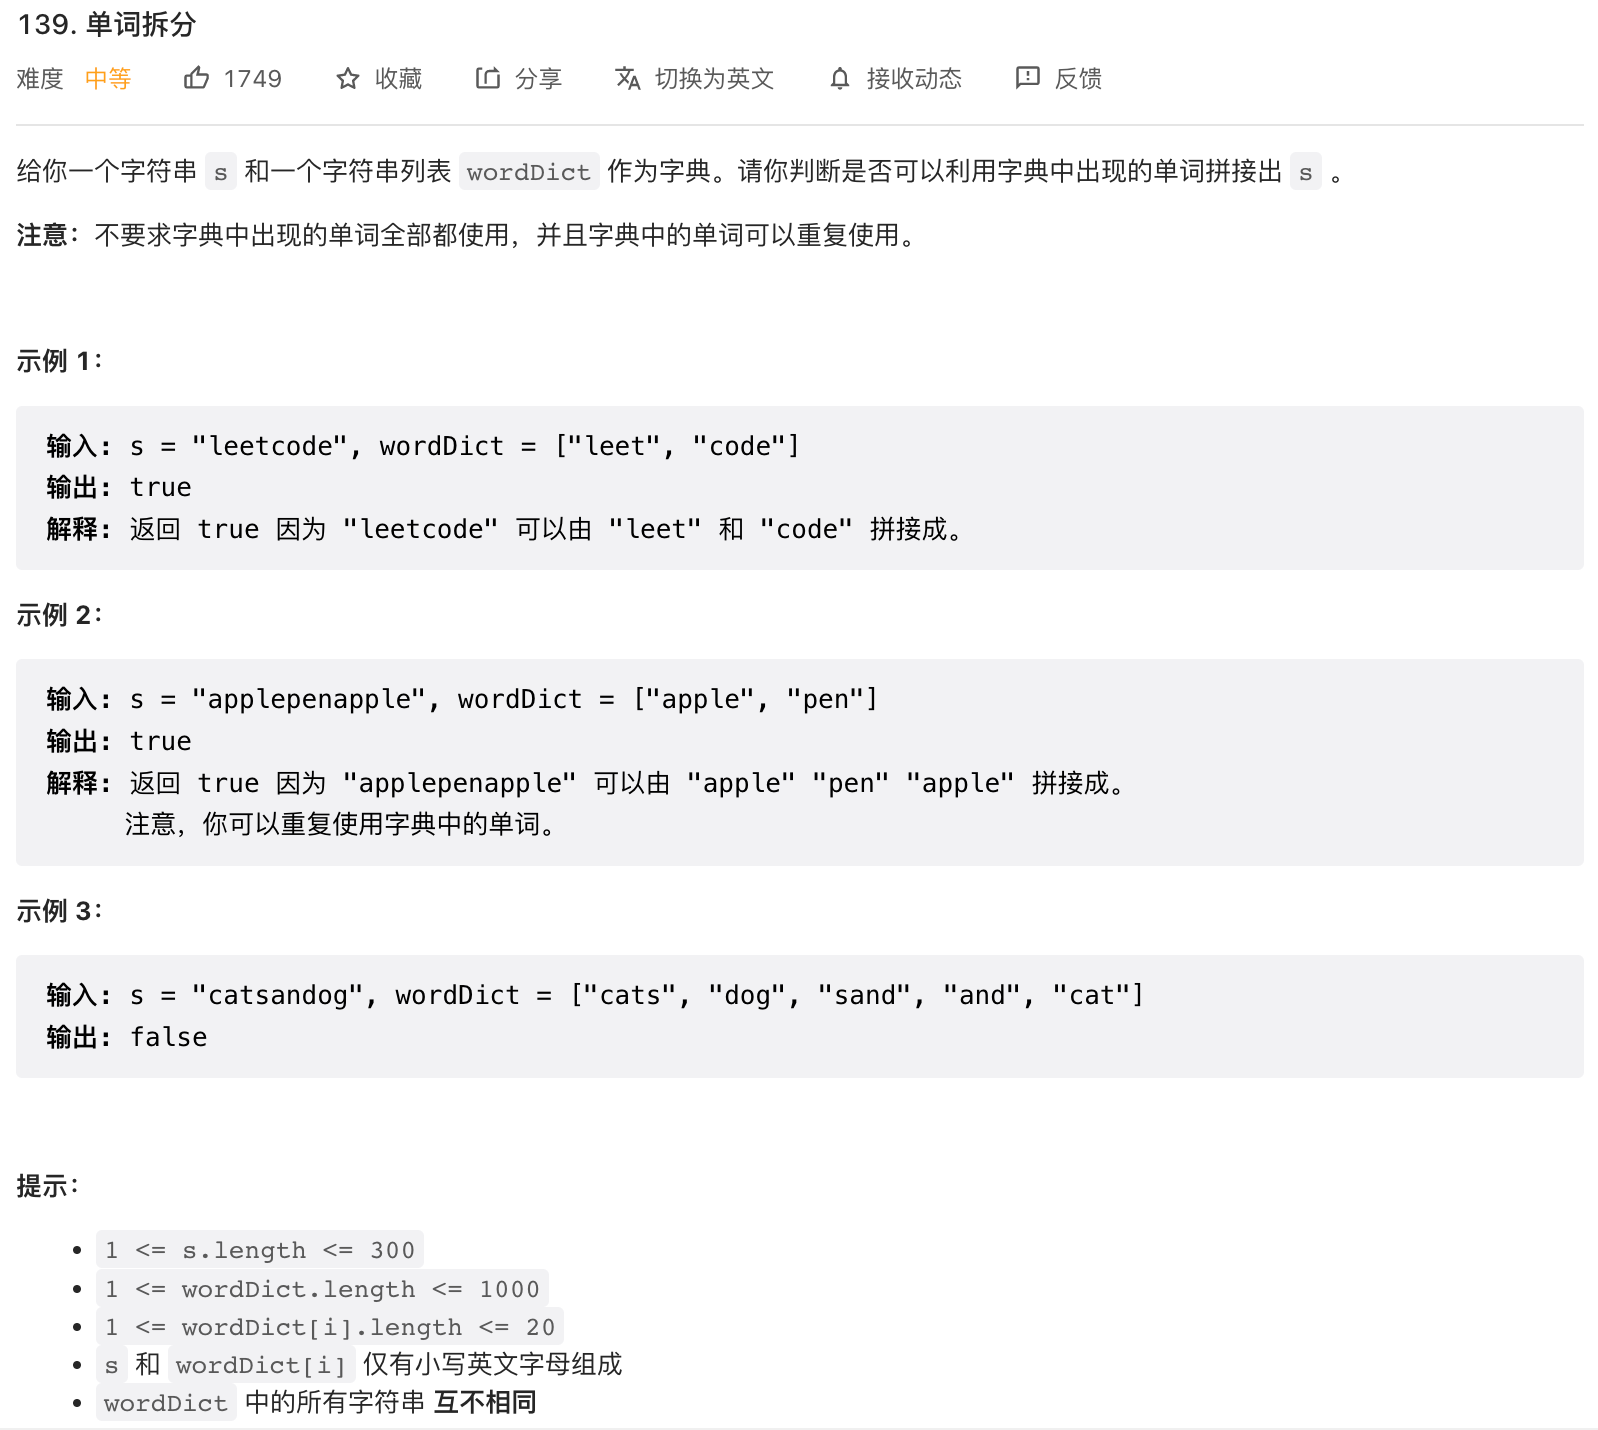 139. 单词拆分
难度 中等 1749 收藏 分享 切换为英文 接收动态 反馈
给你一个字符串 s 和一个字符串列表 wordDict 作为字典。请你判断是否可以利用字典中出现的单词拼接出 s 。
注意：不要求字典中出现的单词全部都使用，并且字典中的单词可以重复使用。
示例 1：
输入: s = "leetcode", wordDict = ["leet", "code"]
输出: true
解释: 返回 true 因为 "leetcode" 可以由 "leet" 和 "code" 拼接成。
示例 2：
输入: s = "applepenapple", wordDict = ["apple", "pen"]
输出: true
解释: 返回 true 因为 "applepenapple" 可以由 "apple" "pen" "apple" 拼接成。
注意，你可以重复使用字典中的单词。
示例 3：
输入: s = "catsandog", wordDict = ["cats", "dog", "sand", "and", "cat"]
输出: false
提示：
• 1 <= s.length <= 300
• 1 <= wordDict.length <= 1000
• 1 <= wordDict[i].length <= 20
• s 和 wordDict[i] 仅有小写英文字母组成
• wordDict 中的所有字符串 互不相同